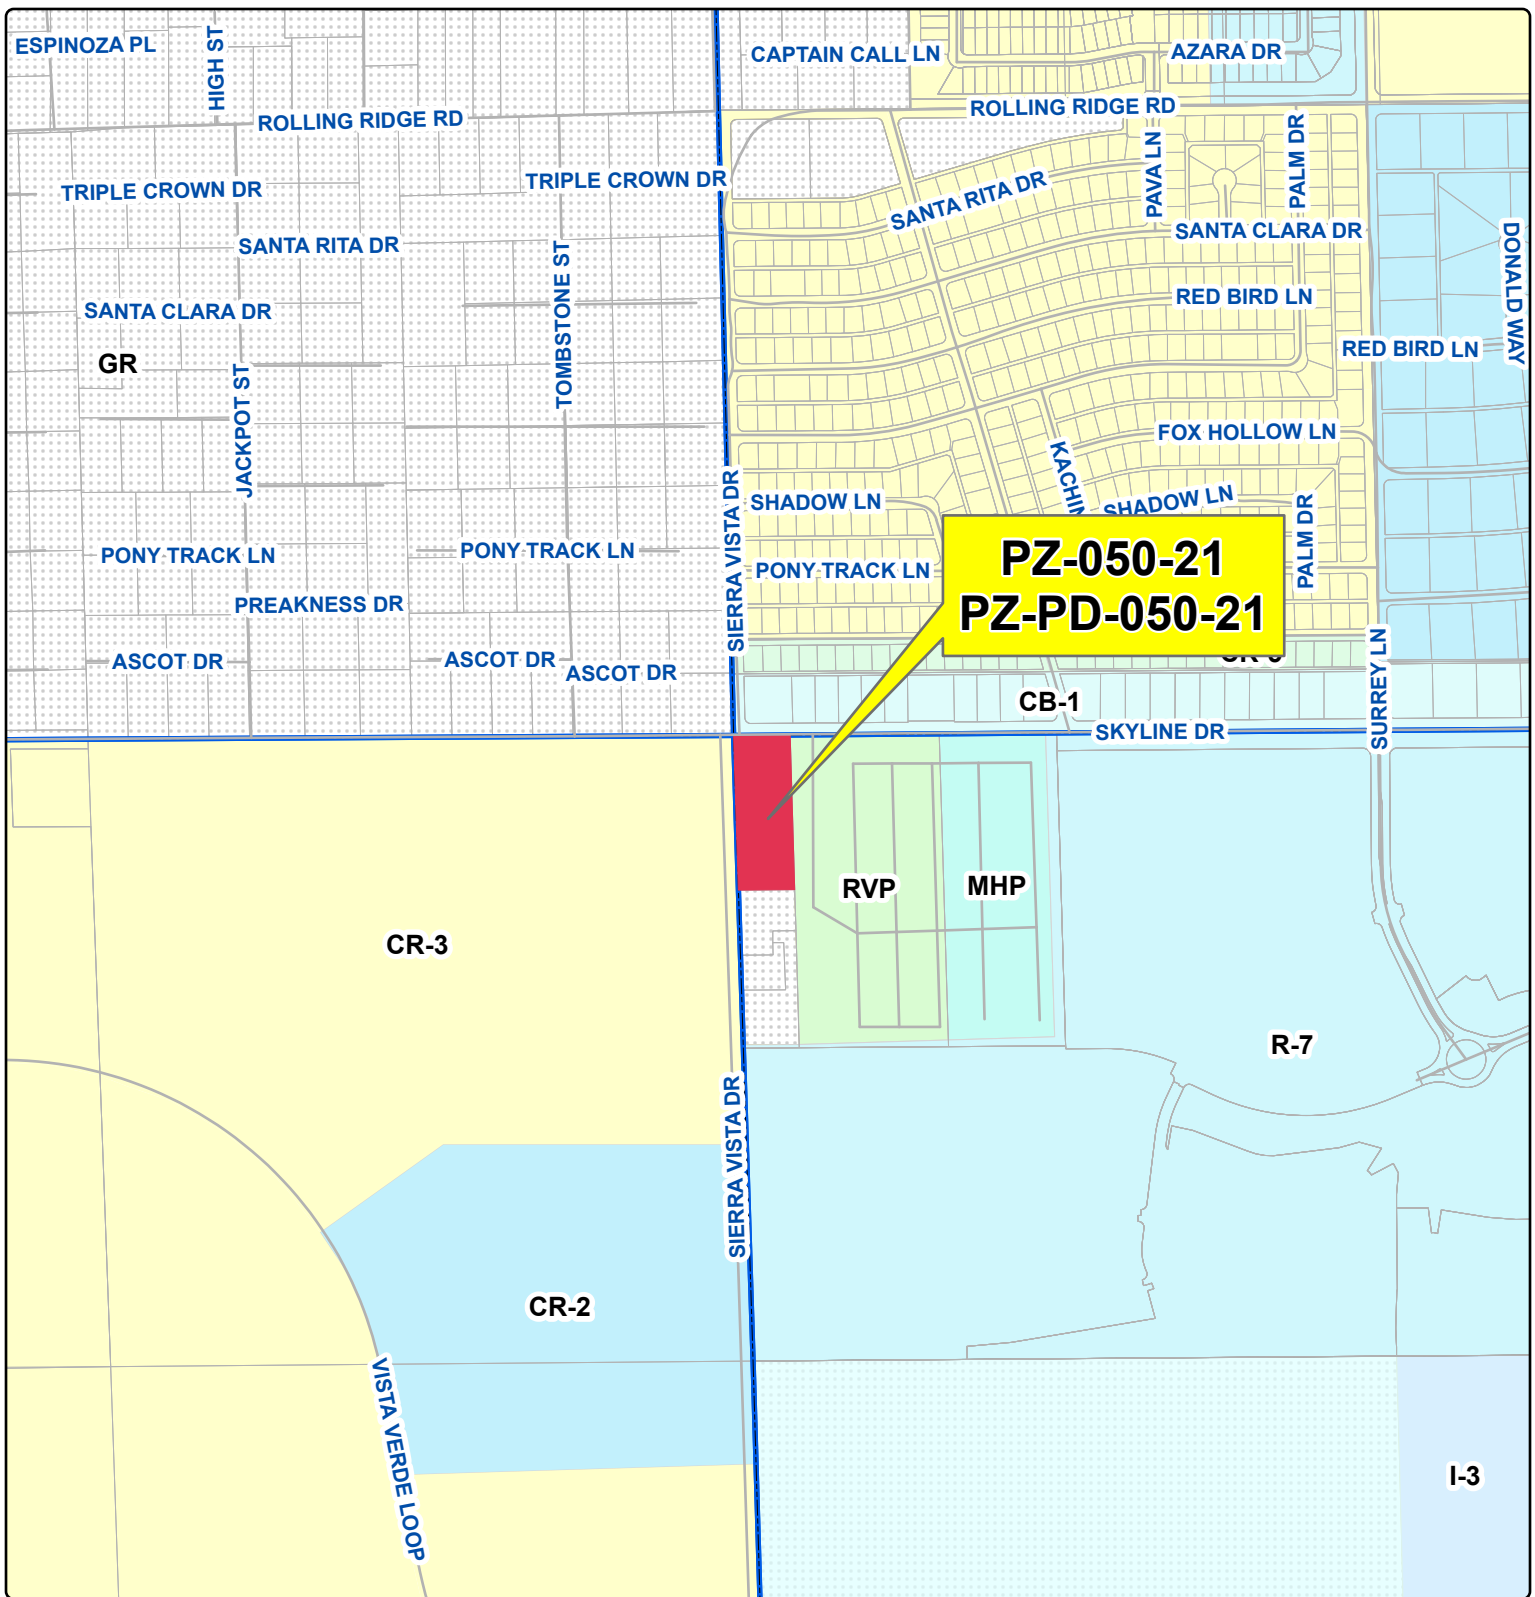 ESPINOZA PL
HIGH ST
CAPTAIN CALL LN
AZARA DR
ROLLING RIDGE RD
ROLLING RIDGE RD
TRIPLE CROWN DR
TRIPLE CROWN DR
SANTA RITA DR
PAVA LN
PALM DR
SANTA RITA DR
SANTA CLARA DR
DONALD WAY
SANTA CLARA DR
TOMBSTONE ST
RED BIRD LN
RED BIRD LN
GR
JACKPOT ST
FOX HOLLOW LN
SIERRA VISTA DR
SHADOW LN
KACHIN
SHADOW LN
PALM DR
PONY TRACK LN
PONY TRACK LN
PONY TRACK LN
PZ-050-21
PZ-PD-050-21
PREAKNESS DR
ASCOT DR
ASCOT DR
ASCOT DR
SURREY LN
CB-1
SKYLINE DR
RVP
MHP
CR-3
R-7
SIERRA VISTA DR
CR-2
VISTA VERDE LOOP
I-3